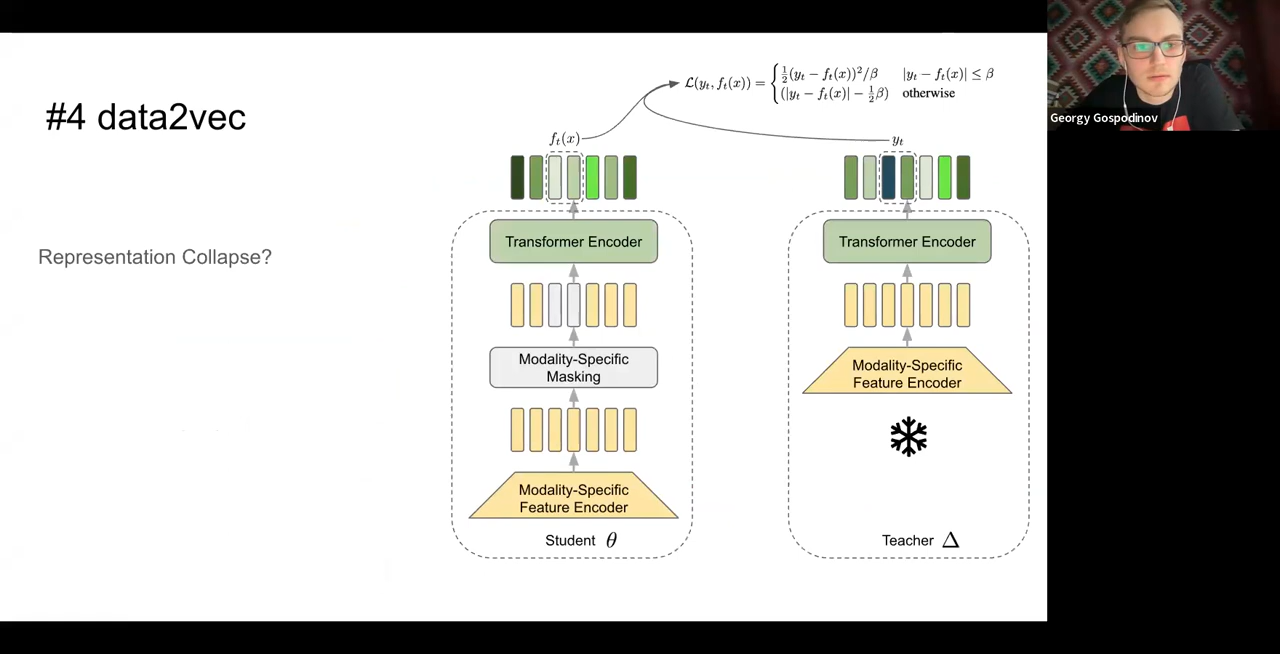 #4 data2vec
Representation Collapse?
L(y_t, f_t(x)) = { ½(y_t − f_t(x))²/β |y_t − f_t(x)| ≤ β
(|y_t − f_t(x)| − ½β) otherwise
f_t(x)
y_t
Transformer Encoder
Modality-Specific
Masking
Modality-Specific
Feature Encoder
Student θ
Transformer Encoder
Modality-Specific
Feature Encoder
Teacher Δ
Georgy Gospodinov